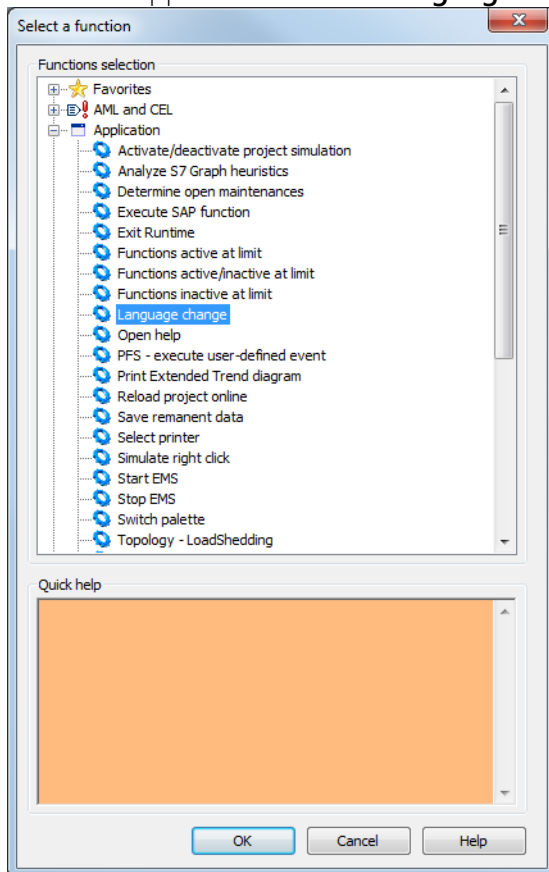 Select a function
Functions selection
Favorites
AML and CEL
Application
Activate/deactivate project simulation
Analyze S7 Graph heuristics
Determine open maintenances
Execute SAP function
Exit Runtime
Functions active at limit
Functions active/inactive at limit
Functions inactive at limit
Language change
Open help
PFS - execute user-defined event
Print Extended Trend diagram
Reload project online
Save remanent data
Select printer
Simulate right click
Start EMS
Stop EMS
Switch palette
Topology - LoadShedding
Quick help
OK Cancel Help